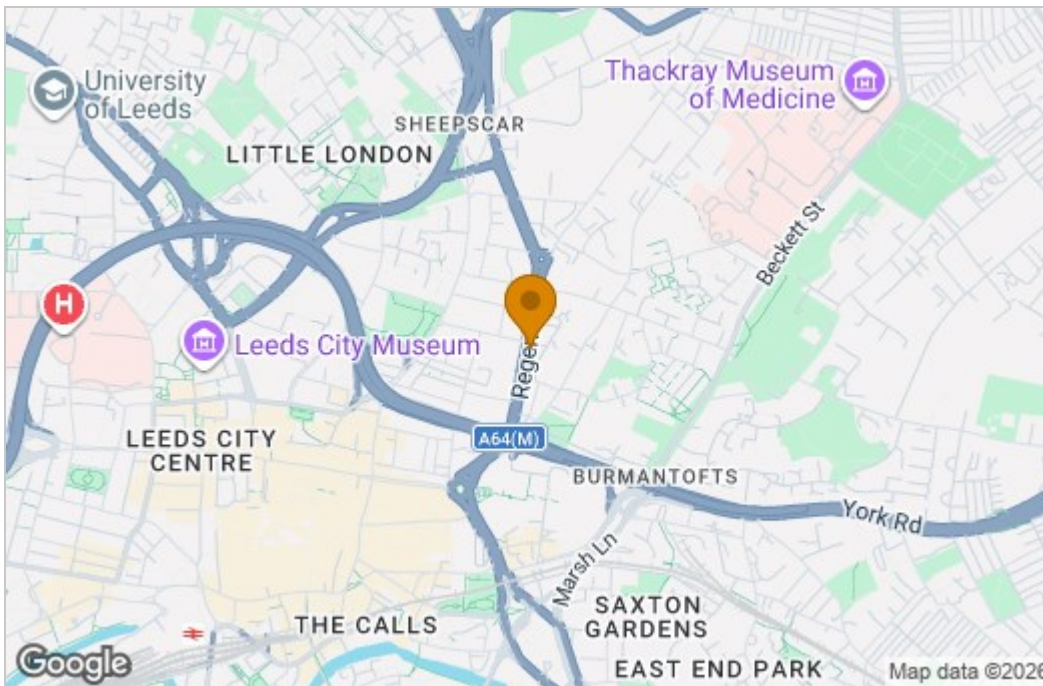 University
of Leeds
Thackray Museum
of Medicine
SHEEPSCAR
LITTLE LONDON
Beckett St
H
Leeds City Museum
Regen
A64(M)
LEEDS CITY
CENTRE
BURMANTOFTS
York Rd
Marsh Ln
SAXTON
GARDENS
THE CALLS
EAST END PARK
Google
Map data ©2026